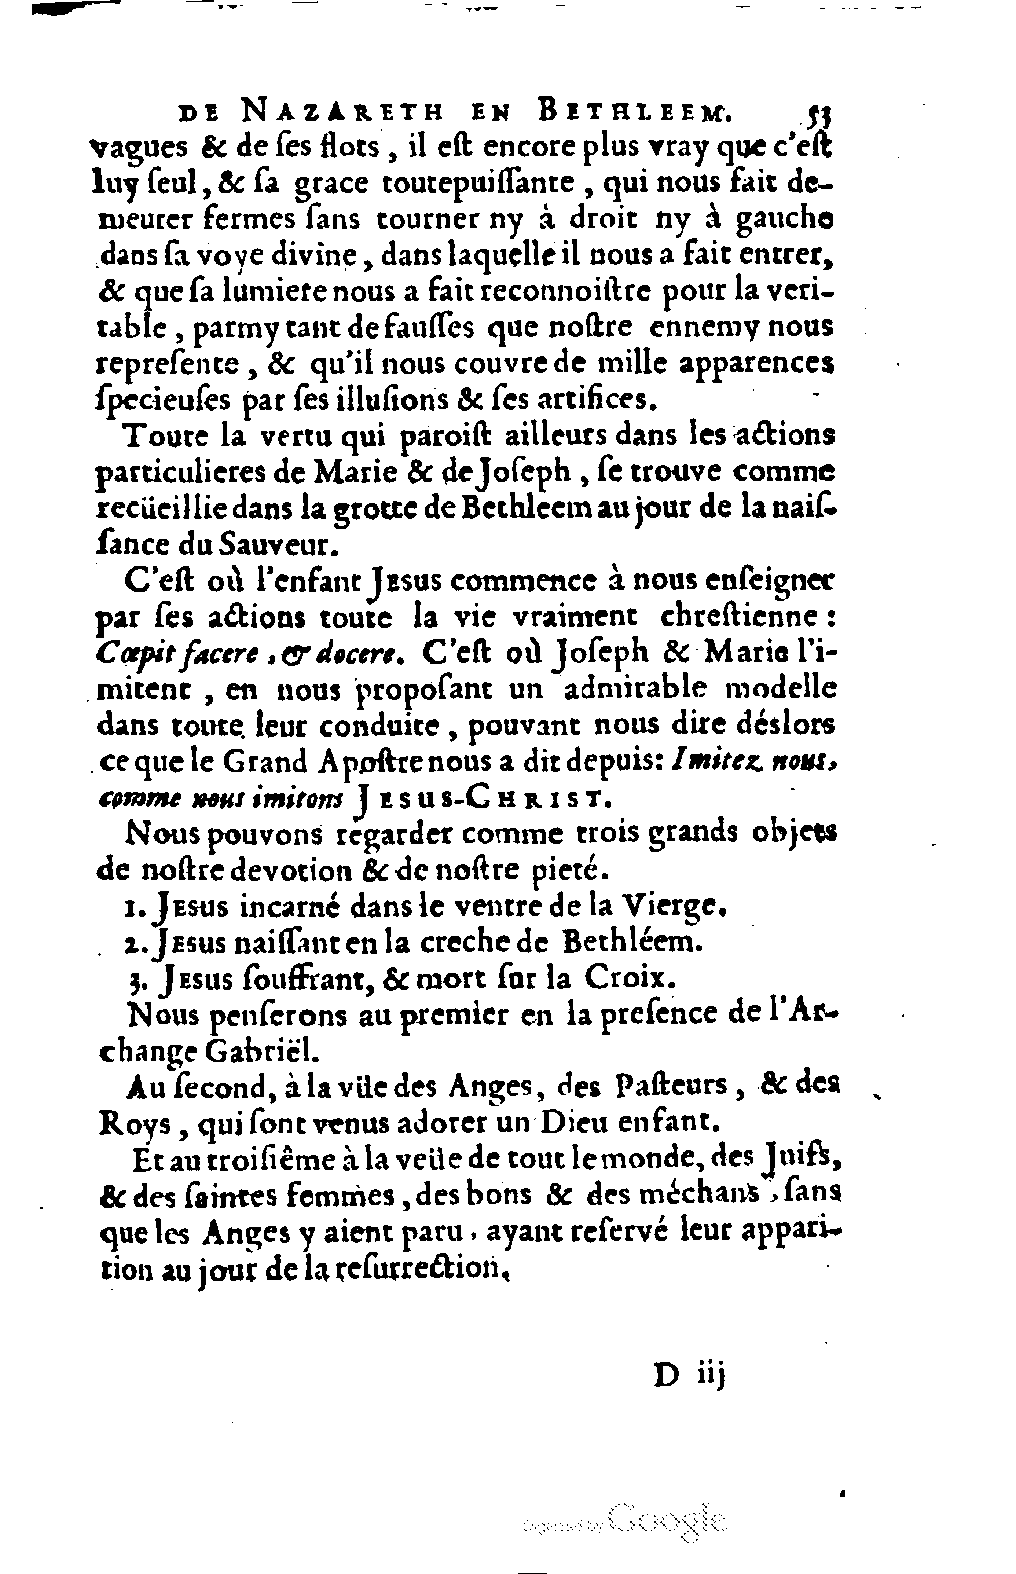 DE NAZARETH EN BETHLEEM. 53
vagues & de ſes flots, il eſt encore plus vray que c'eſt
luy ſeul, & ſa grace toutepuiſſante, qui nous fait de-
meurer fermes ſans tourner ny à droit ny à gauche
dans ſa voye divine, dans laquelle il nous a fait entrer,
& que ſa lumiere nous a fait reconnoiſtre pour la veri-
table, parmy tant de fauſſes que noſtre ennemy nous
repreſente, & qu'il nous couvre de mille apparences
ſpecieuſes par ſes illuſions & ſes artifices.
Toute la vertu qui paroiſt ailleurs dans les actions
particulieres de Marie & de Joſeph, ſe trouve comme
recüeillie dans la grotte de Bethleem au jour de la naiſ-
ſance du Sauveur.
C'eſt où l'enfant JESUS commence à nous enſeigner
par ſes actions toute la vie vraiment chreſtienne :
Cœpit facere, & docere. C'eſt où Joſeph & Marie l'i-
mitent, en nous propoſant un admirable modelle
dans toute leur conduite, pouvant nous dire déslors
ce que le Grand Apoſtre nous a dit depuis: Imitez nous,
comme nous imitons JESUS-CHRIST.
Nous pouvons regarder comme trois grands objets
de noſtre devotion & de noſtre pieté.
1. JESUS incarné dans le ventre de la Vierge.
2. JESUS naiſſant en la creche de Bethléem.
3. JESUS ſouffrant, & mort ſur la Croix.
Nous penſerons au premier en la preſence de l'Ar-
change Gabriël.
Au ſecond, à la vûe des Anges, des Paſteurs, & des
Roys, qui ſont venus adorer un Dieu enfant.
Et au troiſiême à la veüe de tout le monde, des Juifs,
& des ſaintes femmes, des bons & des méchans, ſans
que les Anges y aient paru, ayant reſervé leur appari-
tion au jour de la reſurrection.
D iij
Digitized by Google